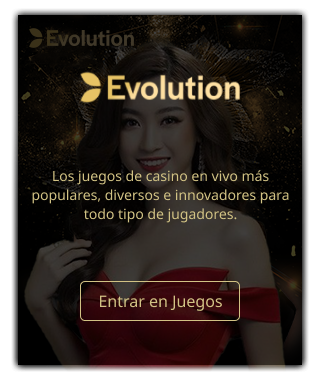 Evolution
Evolution
Los juegos de casino en vivo más
populares, diversos e innovadores para
todo tipo de jugadores.
Entrar en Juegos